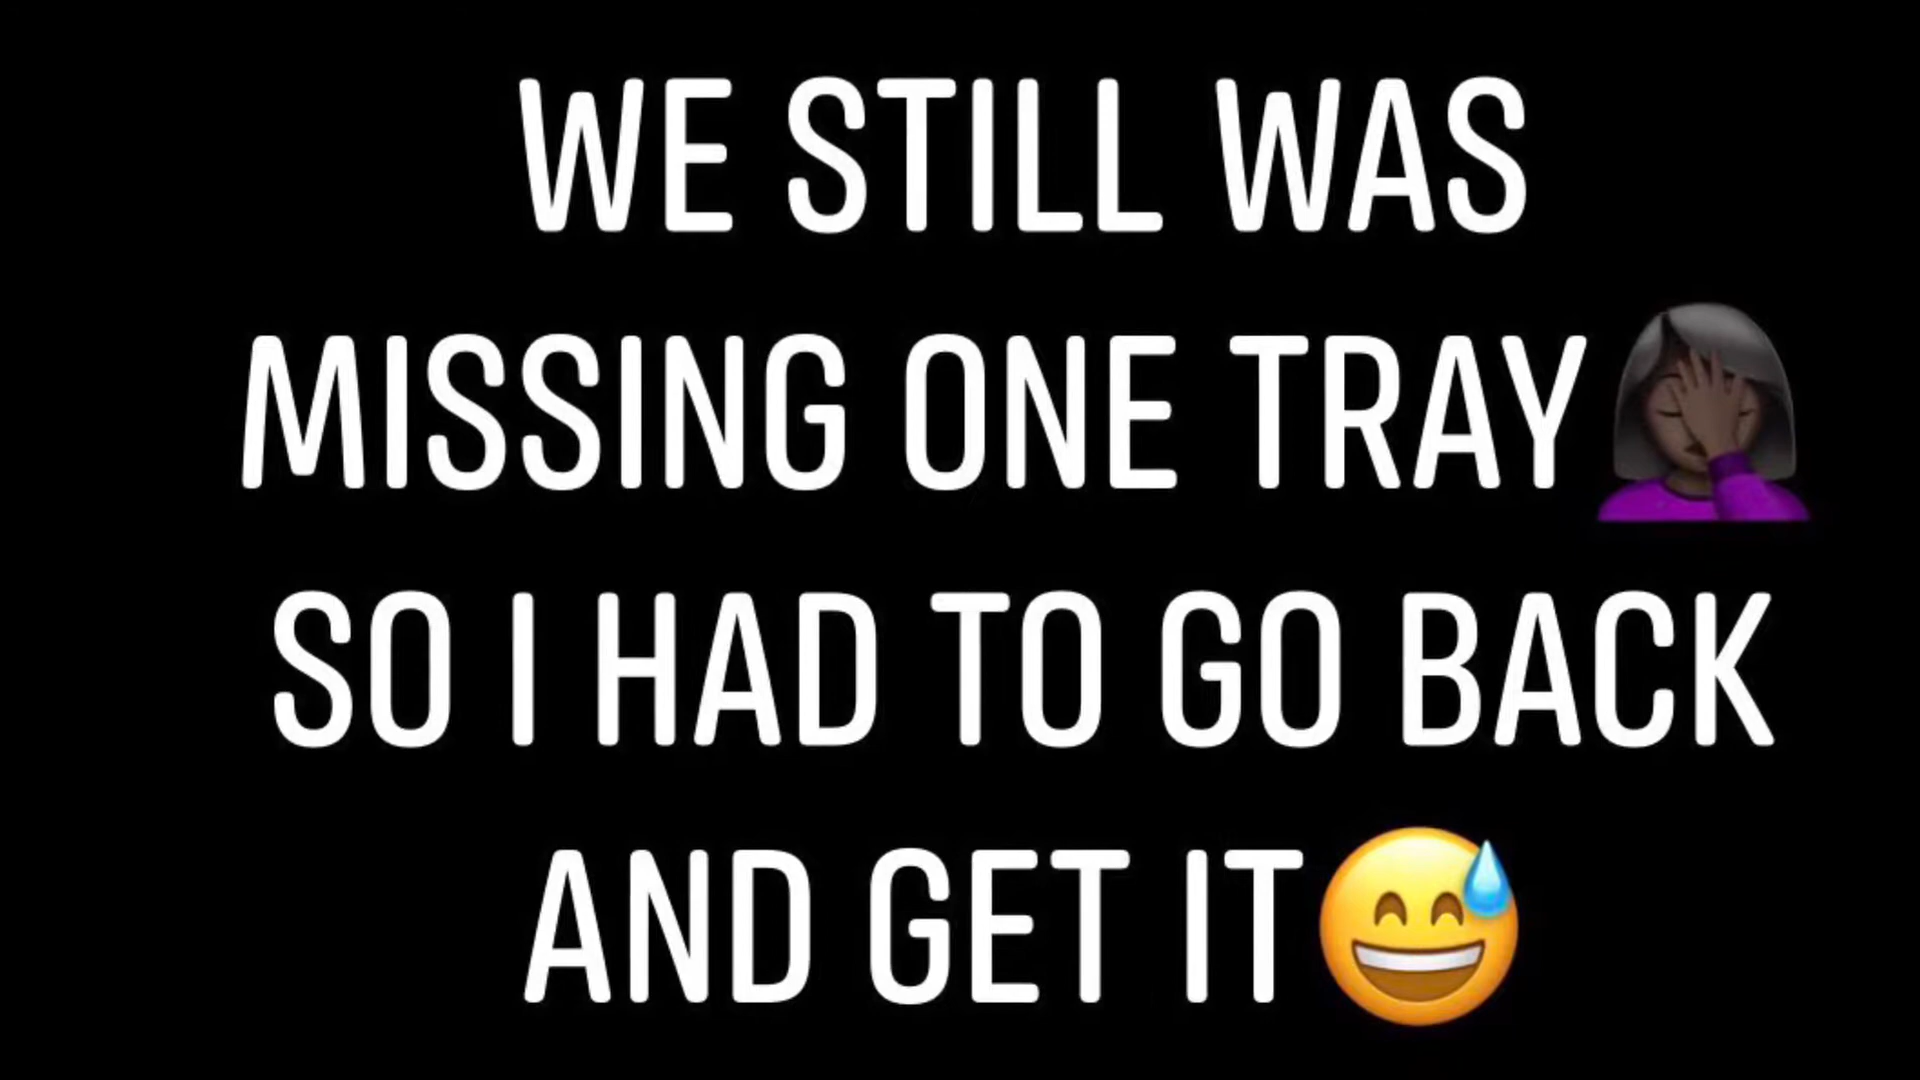 WE STILL WAS
MISSING ONE TRAY🤦🏿‍♀️
SO I HAD TO GO BACK
AND GET IT😅